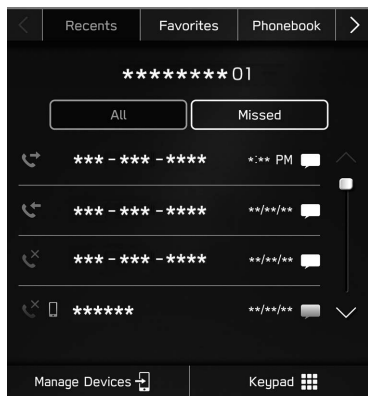 Recents Favorites Phonebook
********01
All Missed
*** - *** - **** *:** PM
*** - *** - **** **/**/**
*** - *** - **** **/**/**
****** **/**/**
Manage Devices Keypad